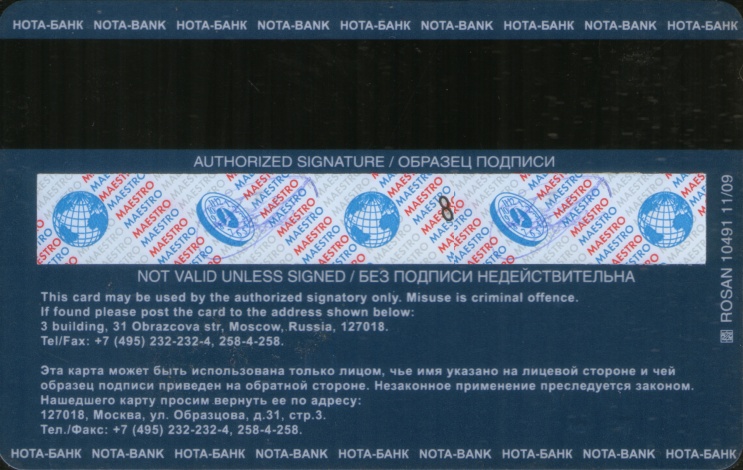 НОТА-БАНК NOTA-BANK НОТА-БАНК NOTA-BANK НОТА-БАНК NOTA-BANK НОТА-БАНК NOTA-BANK НОТА-БАНК
AUTHORIZED SIGNATURE / ОБРАЗЕЦ ПОДПИСИ
MAESTRO MAESTRO MAESTRO MAESTRO
8
NOT VALID UNLESS SIGNED / БЕЗ ПОДПИСИ НЕДЕЙСТВИТЕЛЬНА
ROSAN 10491 11/09
This card may be used by the authorized signatory only. Misuse is criminal offence.
If found please post the card to the address shown below:
3 building, 31 Obrazcova str, Moscow, Russia, 127018.
Tel/Fax: +7 (495) 232-232-4, 258-4-258.
Эта карта может быть использована только лицом, чье имя указано на лицевой стороне и чей
образец подписи приведен на обратной стороне. Незаконное применение преследуется законом.
Нашедшего карту просим вернуть ее по адресу:
127018, Москва, ул. Образцова, д.31, стр.3.
Тел./Факс: +7 (495) 232-232-4, 258-4-258.
НОТА-БАНК NOTA-BANK НОТА-БАНК NOTA-BANK НОТА-БАНК NOTA-BANK НОТА-БАНК NOTA-BANK НОТА-БАНК